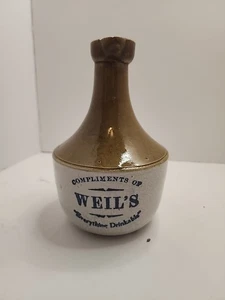 COMPLIMENTS OF
WEIL'S
"Everything Drinkable"